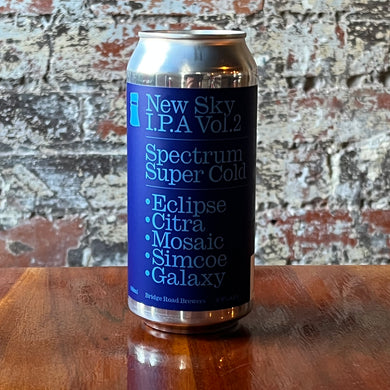 New Sky
I.P.A Vol.2
Spectrum
Super Cold
•Eclipse
•Citra
•Mosaic
•Simcoe
•Galaxy
Bridge Road Brewers